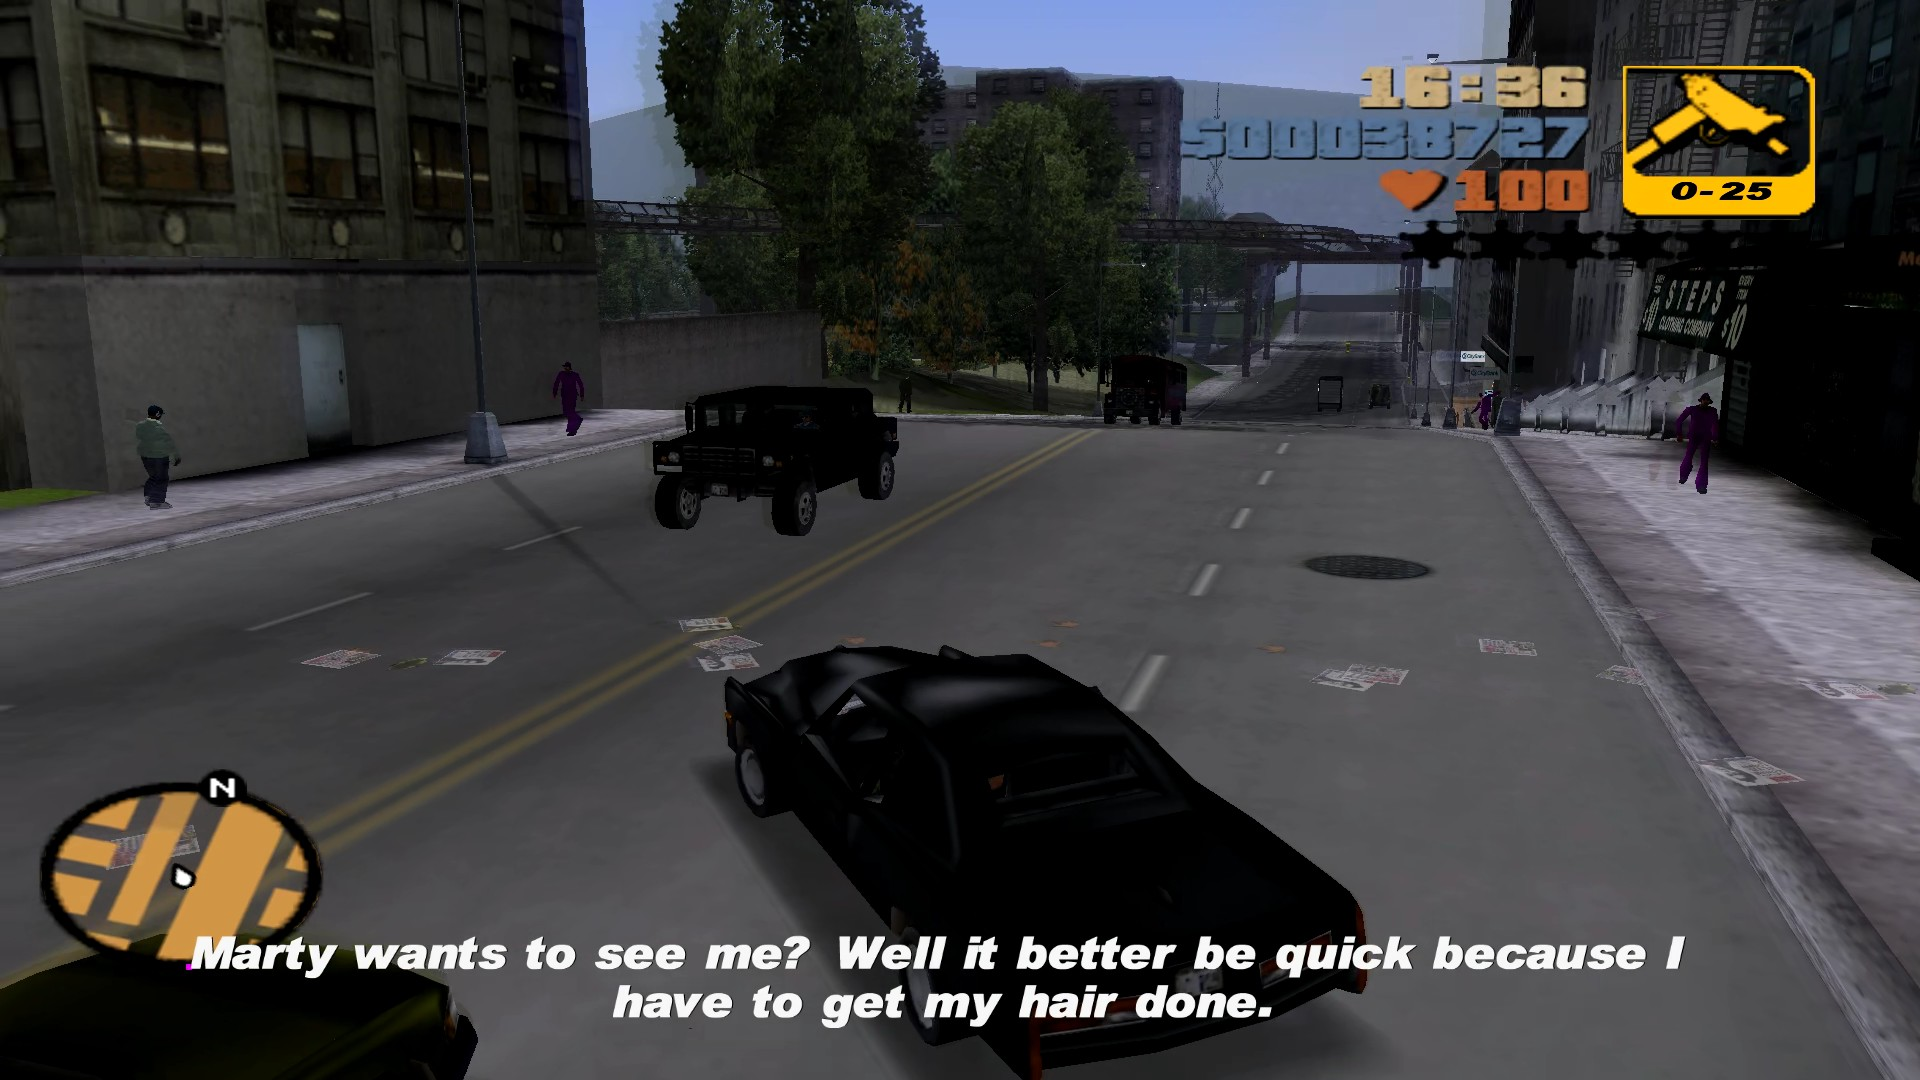 16:36
$00038727
100
0-25
STEPS
CLOTHING COMPANY
$10
N
Marty wants to see me? Well it better be quick because I
have to get my hair done.